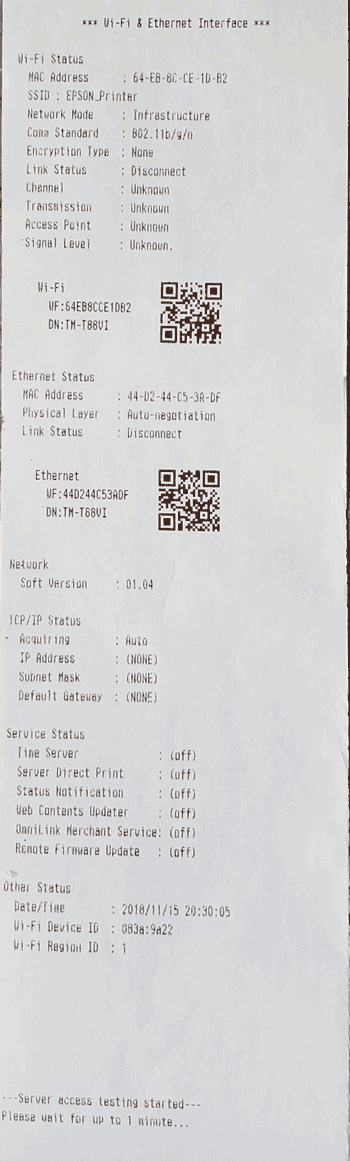 *** Wi-Fi & Ethernet Interface ***
Wi-Fi Status
MAC Address : 64-EB-8C-CE-1D-B2
SSID : EPSON_Printer
Network Mode : Infrastructure
Comm Standard : 802.11b/g/n
Encryption Type : None
Link Status : Disconnect
Channel : Unknown
Transmission : Unknown
Access Point : Unknown
Signal Level : Unknown.
Wi-Fi
WF:64EB8CCE1DB2
DN:TM-T88VI
Ethernet Status
MAC Address : 44-D2-44-C5-3A-DF
Physical Layer : Auto-negotiation
Link Status : Disconnect
Ethernet
WF:44D244C53ADF
DN:TM-T88VI
Network
Soft Version : 01.04
TCP/IP Status
Acquiring : Auto
IP Address : (NONE)
Subnet Mask : (NONE)
Default Gateway : (NONE)
Service Status
Time Server : (off)
Server Direct Print : (off)
Status Notification : (off)
Web Contents Updater : (off)
OmniLink Merchant Service: (off)
Remote Firmware Update : (off)
Other Status
Date/Time : 2018/11/15 20:30:05
Wi-Fi Device ID : 083a:9a22
Wi-Fi Region ID : 1
---Server access testing started---
Please wait for up to 1 minute...